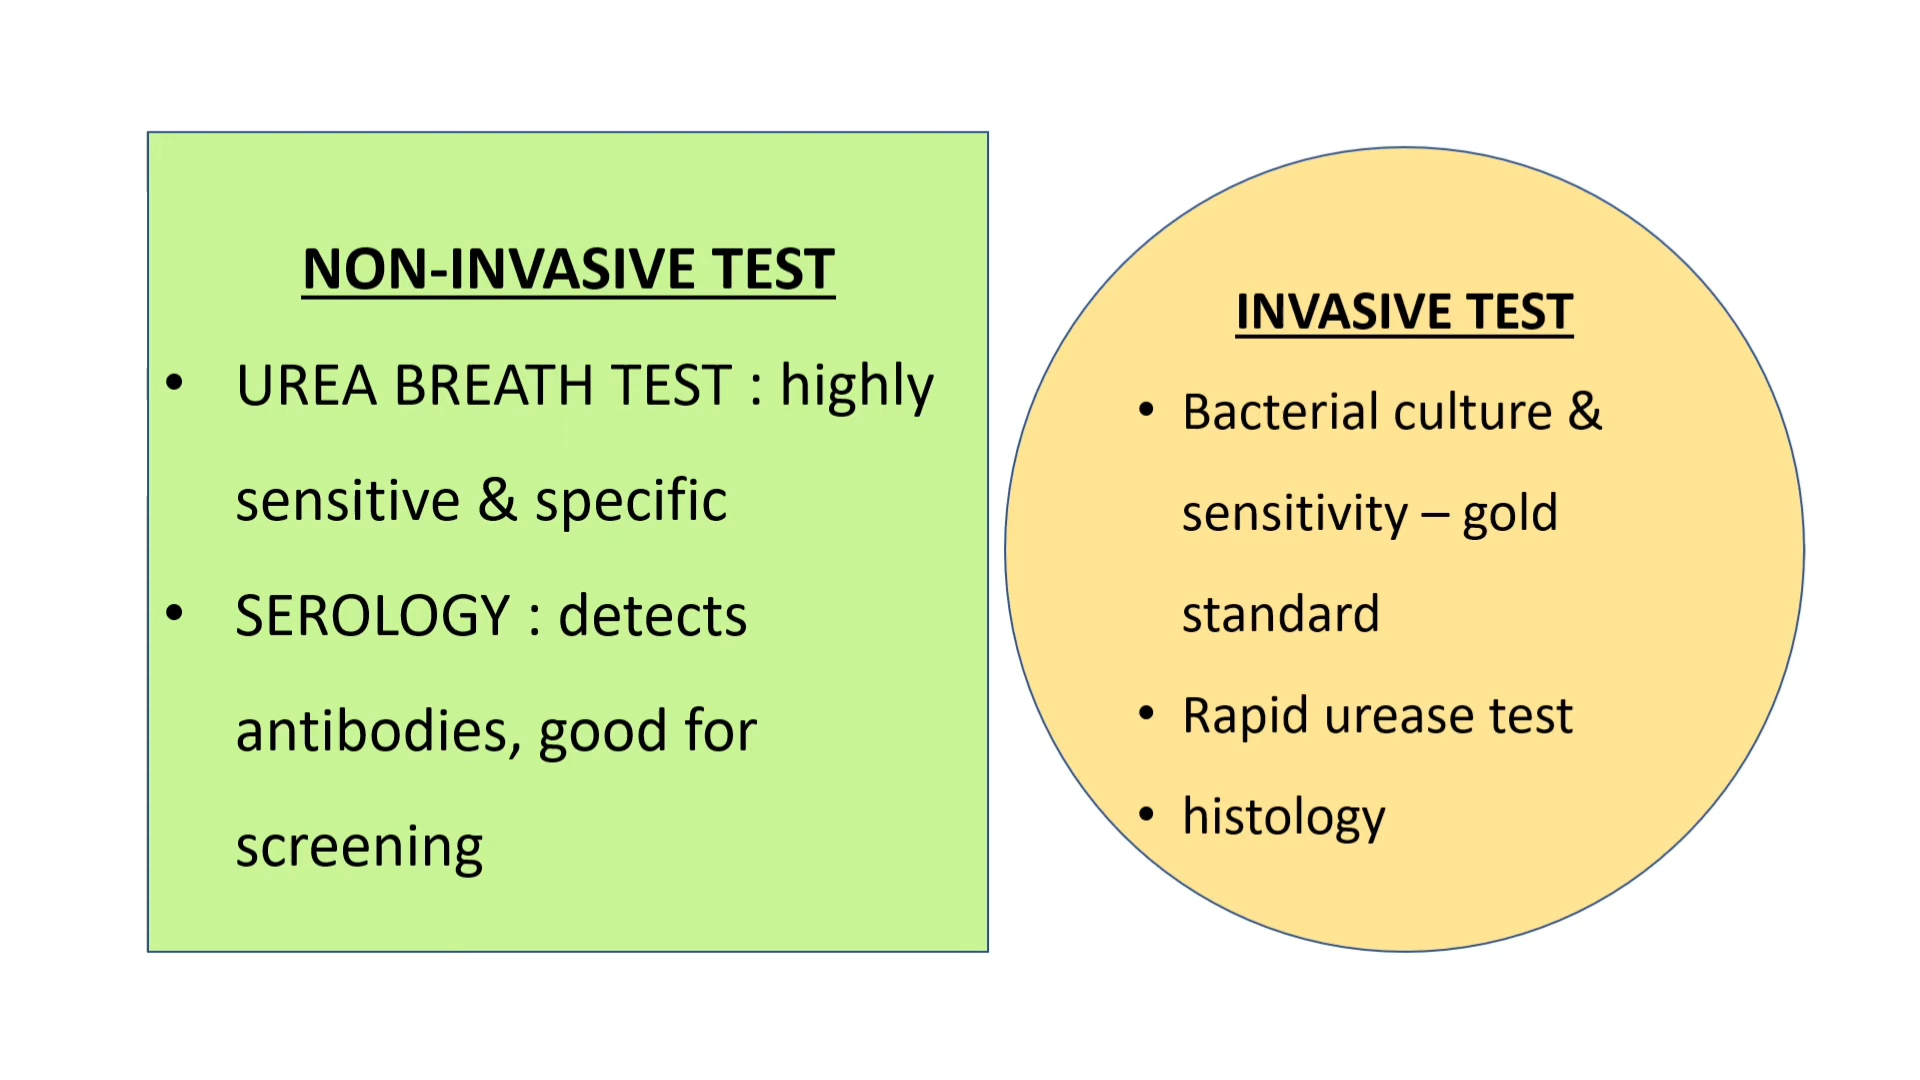 NON-INVASIVE TEST
• UREA BREATH TEST : highly
sensitive & specific
• SEROLOGY : detects
antibodies, good for
screening
INVASIVE TEST
• Bacterial culture &
sensitivity – gold
standard
• Rapid urease test
• histology